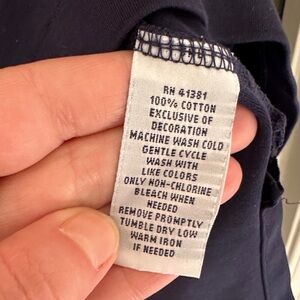 RN 41381
100% COTTON
EXCLUSIVE OF
DECORATION
MACHINE WASH COLD
GENTLE CYCLE
WASH WITH
LIKE COLORS
ONLY NON-CHLORINE
BLEACH WHEN
NEEDED
REMOVE PROMPTLY
TUMBLE DRY LOW
WARM IRON
IF NEEDED